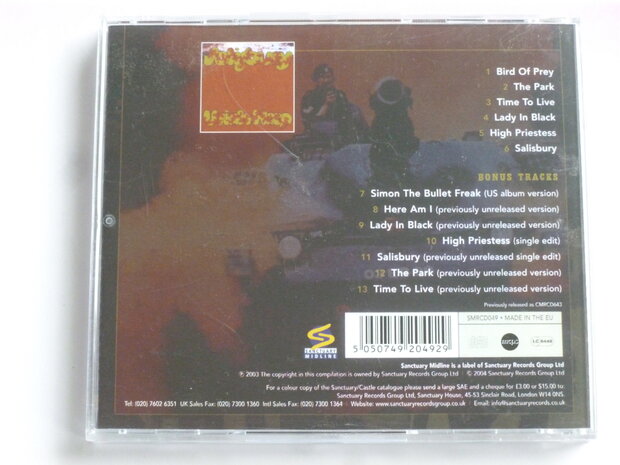 Salisbury
Uriah Heep
1 Bird Of Prey
2 The Park
3 Time To Live
4 Lady In Black
5 High Priestess
6 Salisbury
BONUS TRACKS
7 Simon The Bullet Freak (US album version)
8 Here Am I (previously unreleased version)
9 Lady In Black (previously unreleased version)
10 High Priestess (single edit)
11 Salisbury (previously unreleased single edit)
12 The Park (previously unreleased version)
13 Time To Live (previously unreleased version)
Previously released as CMRCD643
SMRCD049 • MADE IN THE EU
LC 6448
5 050749 204929
SANCTUARY
MIDLINE
Sanctuary Midline is a label of Sanctuary Records Group Ltd
℗ 2003 The copyright in this compilation is owned by Sanctuary Records Group Ltd © 2004 Sanctuary Records Group Ltd
For a colour copy of the Sanctuary/Castle catalogue please send a large SAE and a cheque for £3.00 or $15.00 to:
Sanctuary Records Group Ltd, Sanctuary House, 45-53 Sinclair Road, London W14 0NS.
Tel: (020) 7602 6351 UK Sales Fax: (020) 7300 1360 Intl Sales Fax: (020) 7300 1364 · Website: www.sanctuaryrecordsgroup.co.uk · Email: info@sanctuaryrecords.co.uk